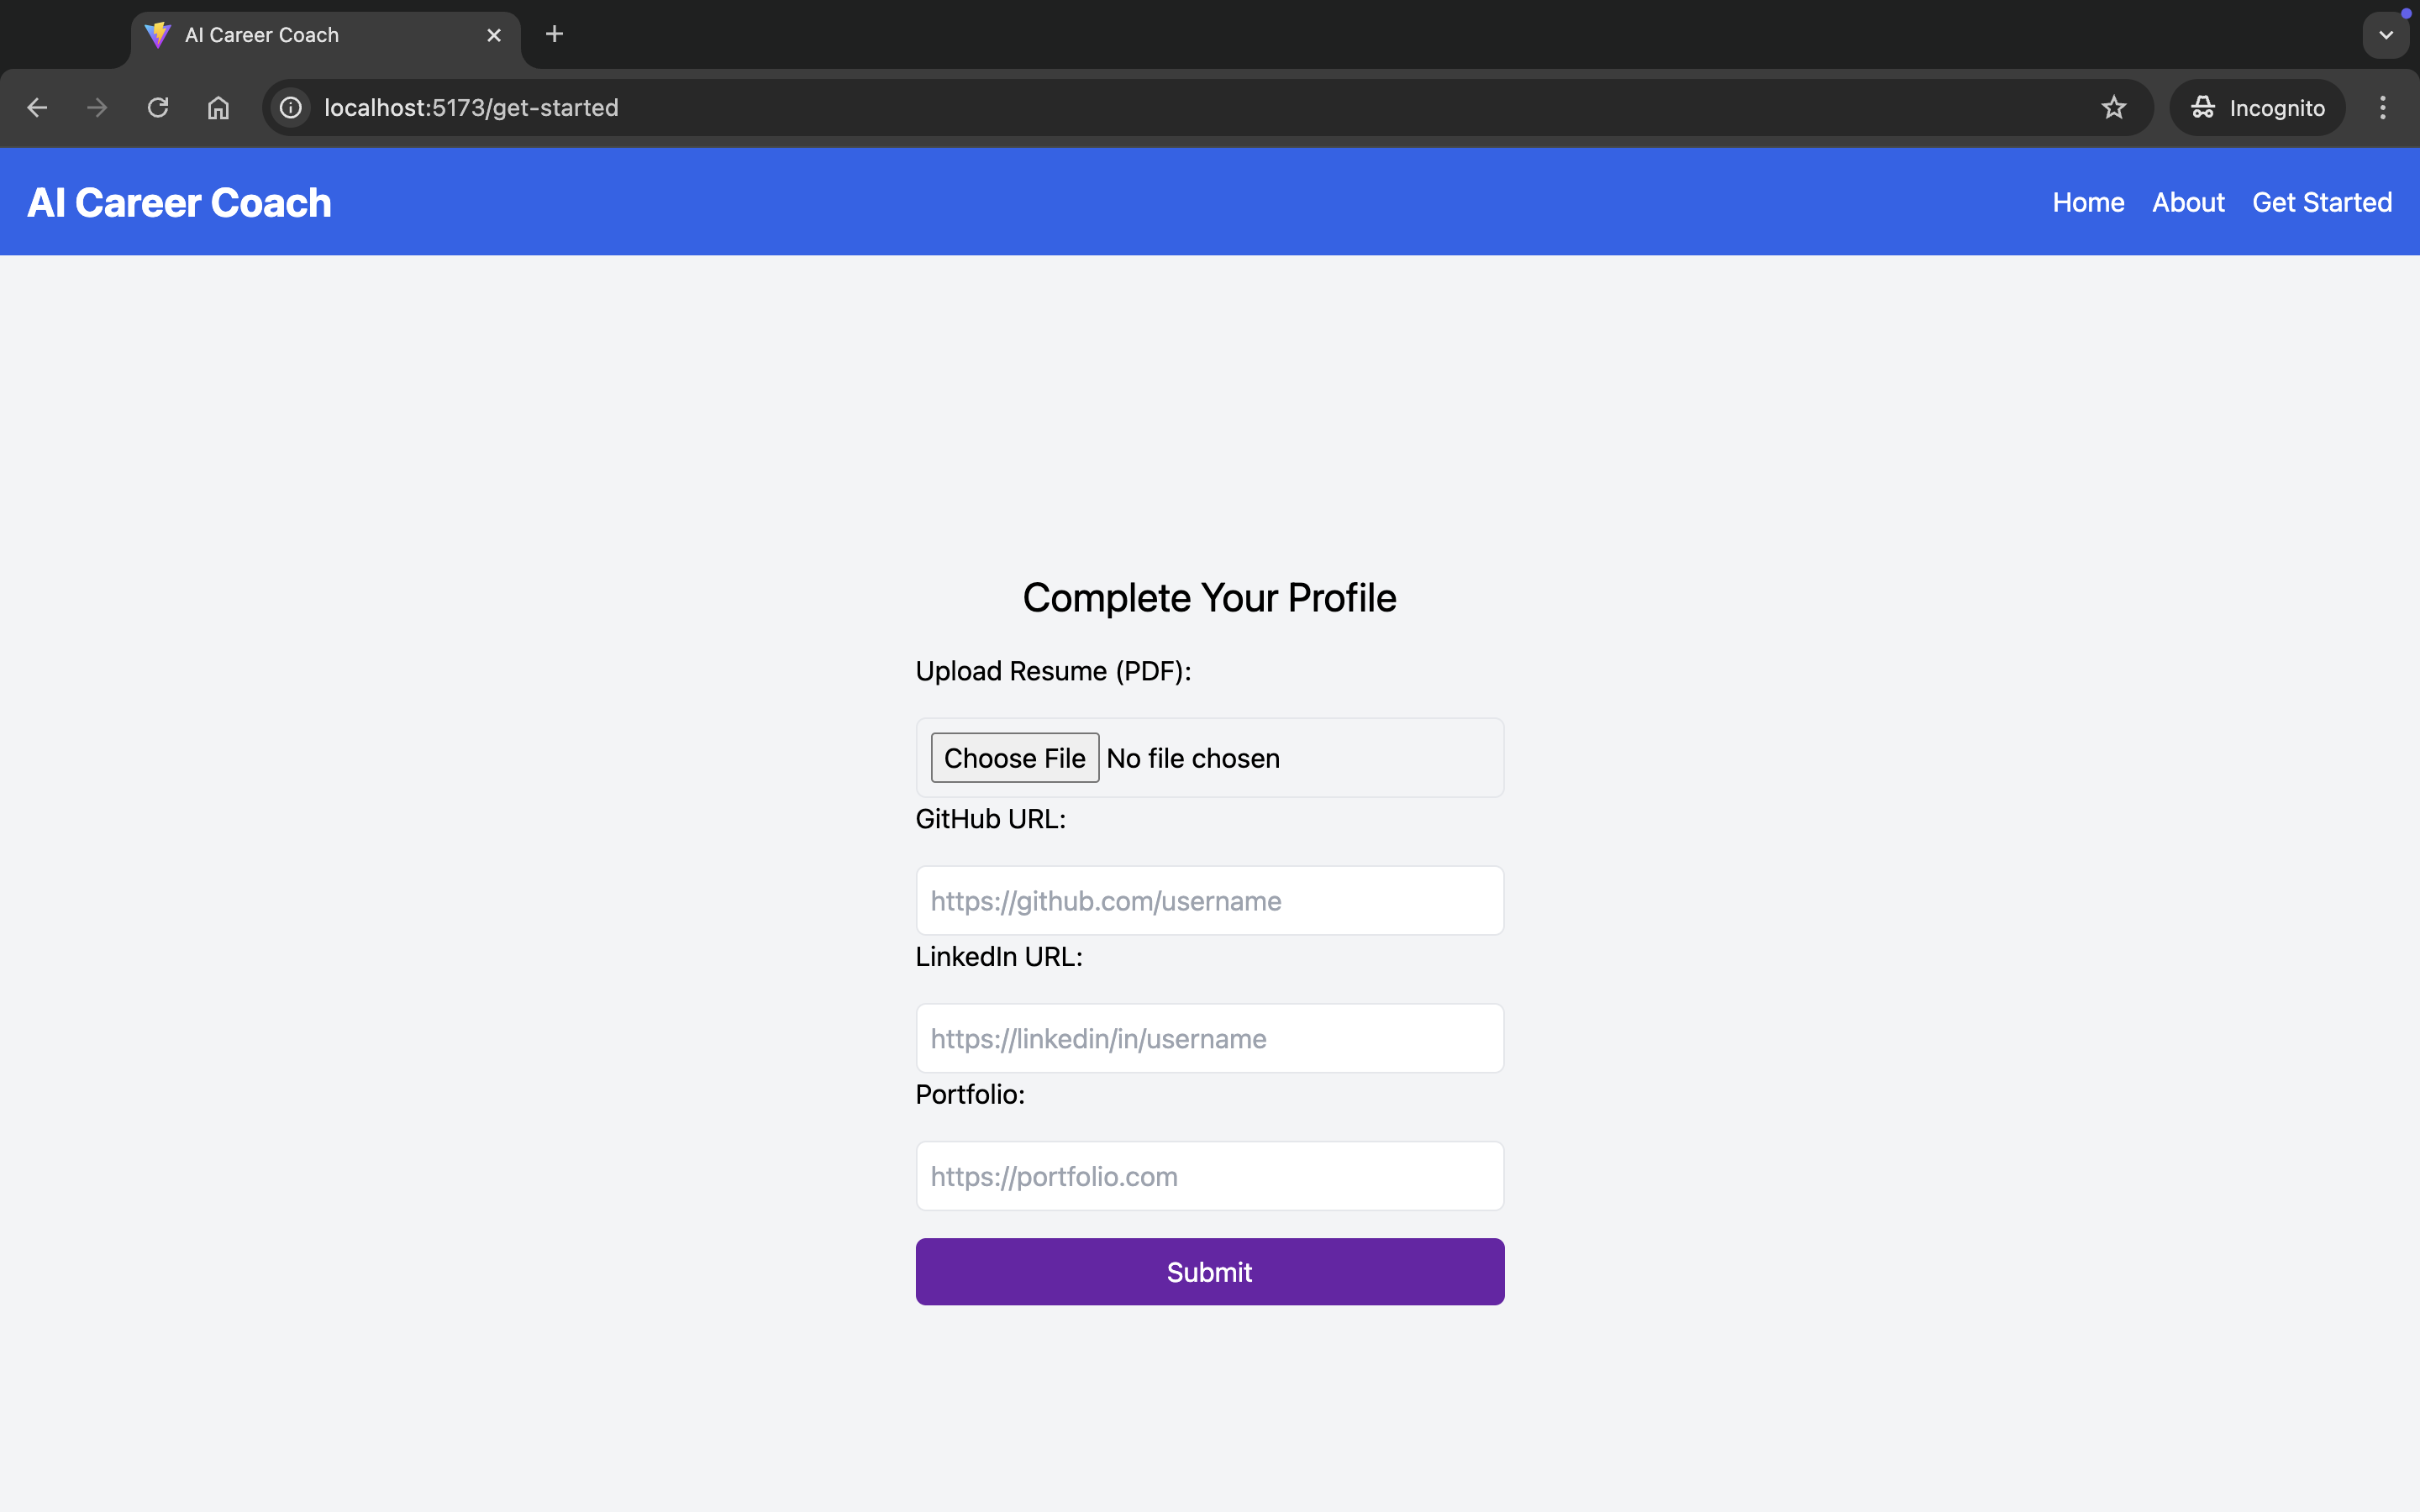 AI Career Coach
localhost:5173/get-started
Incognito
AI Career Coach
Home About Get Started
Complete Your Profile
Upload Resume (PDF):
Choose File No file chosen
GitHub URL:
https://github.com/username
LinkedIn URL:
https://linkedin/in/username
Portfolio:
https://portfolio.com
Submit